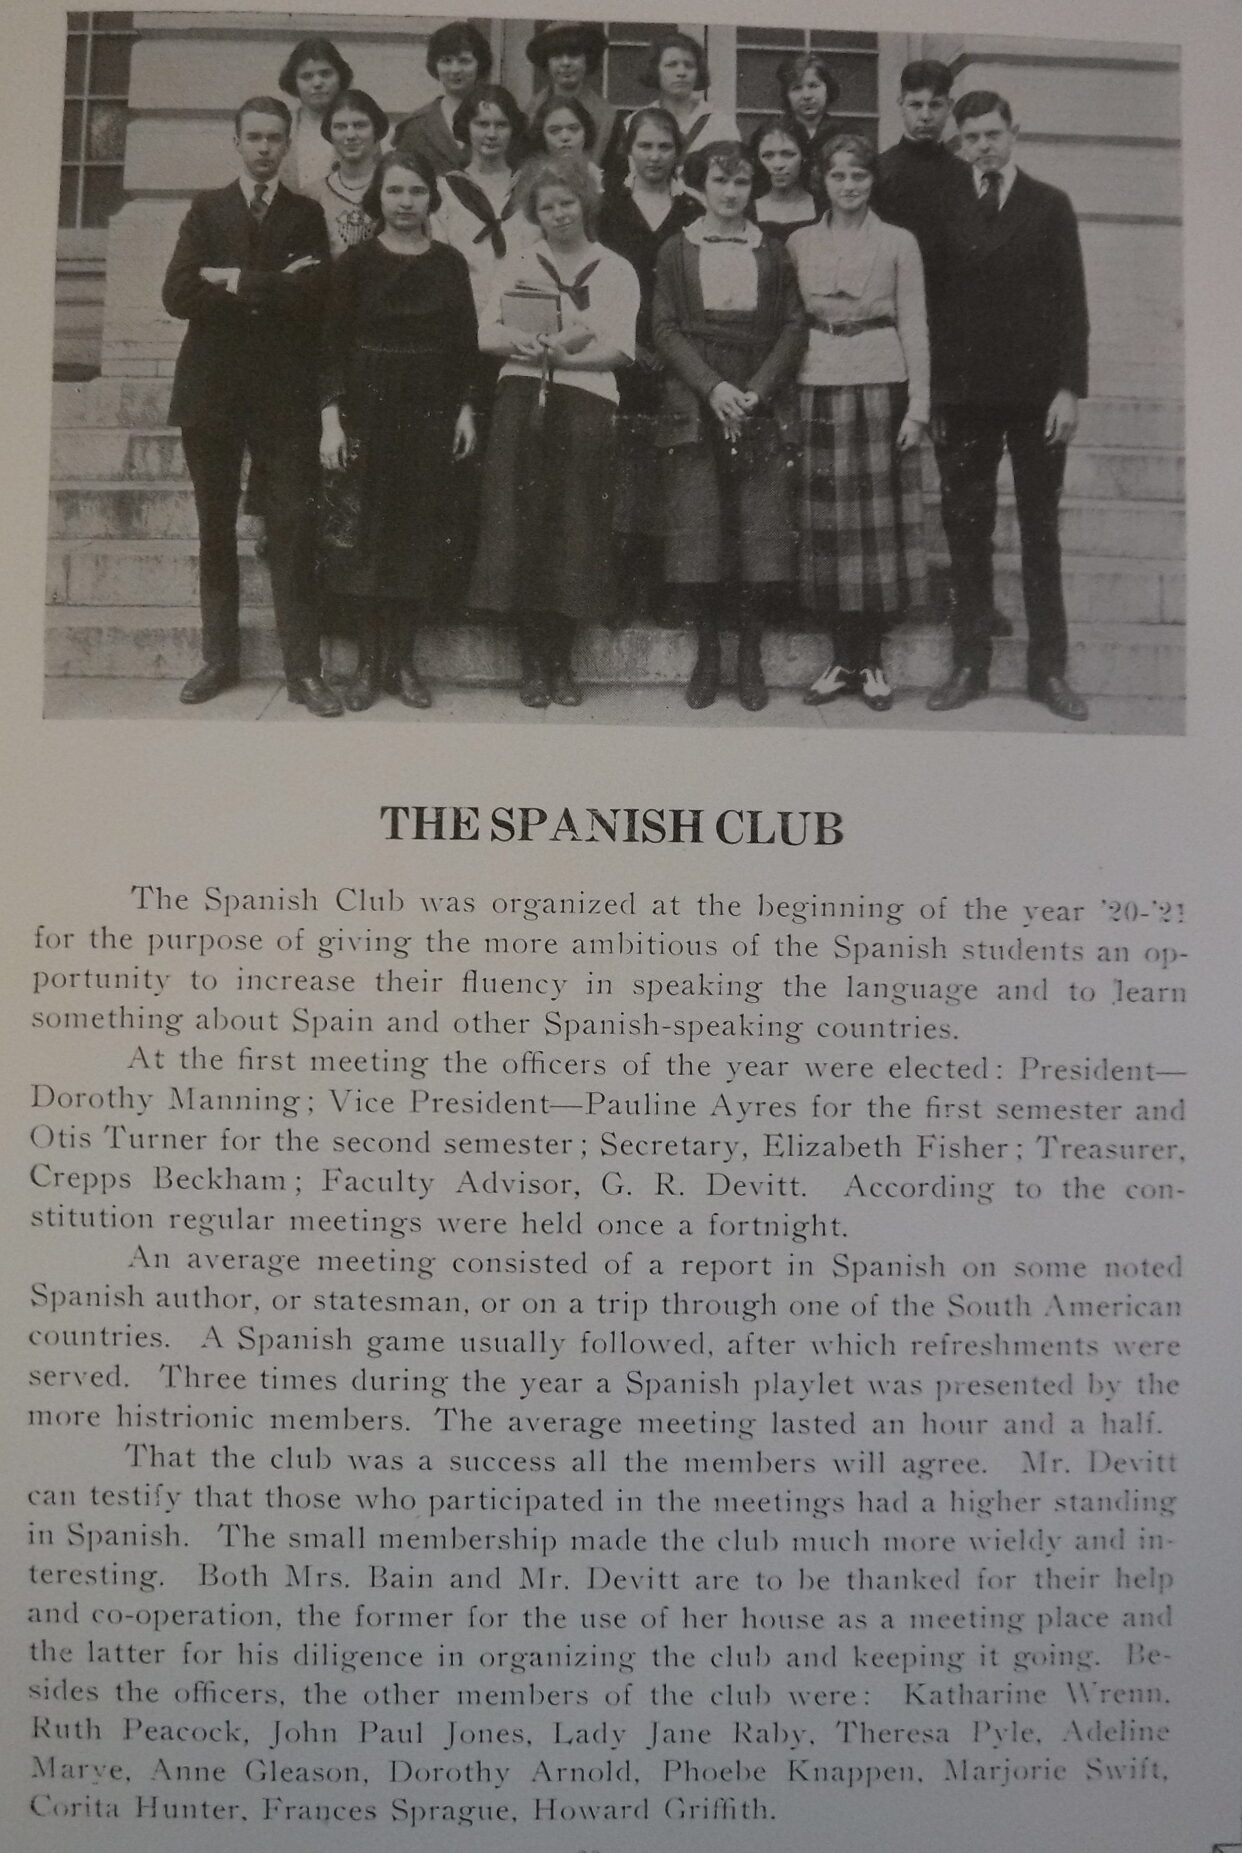 THE SPANISH CLUB
The Spanish Club was organized at the beginning of the year '20-'21
for the purpose of giving the more ambitious of the Spanish students an op-
portunity to increase their fluency in speaking the language and to learn
something about Spain and other Spanish-speaking countries.
At the first meeting the officers of the year were elected: President—
Dorothy Manning; Vice President—Pauline Ayres for the first semester and
Otis Turner for the second semester; Secretary, Elizabeth Fisher; Treasurer,
Crepps Beckham; Faculty Advisor, G. R. Devitt. According to the con-
stitution regular meetings were held once a fortnight.
An average meeting consisted of a report in Spanish on some noted
Spanish author, or statesman, or on a trip through one of the South American
countries. A Spanish game usually followed, after which refreshments were
served. Three times during the year a Spanish playlet was presented by the
more histrionic members. The average meeting lasted an hour and a half.
That the club was a success all the members will agree. Mr. Devitt
can testify that those who participated in the meetings had a higher standing
in Spanish. The small membership made the club much more wieldy and in-
teresting. Both Mrs. Bain and Mr. Devitt are to be thanked for their help
and co-operation, the former for the use of her house as a meeting place and
the latter for his diligence in organizing the club and keeping it going. Be-
sides the officers, the other members of the club were: Katharine Wrenn,
Ruth Peacock, John Paul Jones, Lady Jane Raby, Theresa Pyle, Adeline
Marye, Anne Gleason, Dorothy Arnold, Phoebe Knappen, Marjorie Swift,
Corita Hunter, Frances Sprague, Howard Griffith.